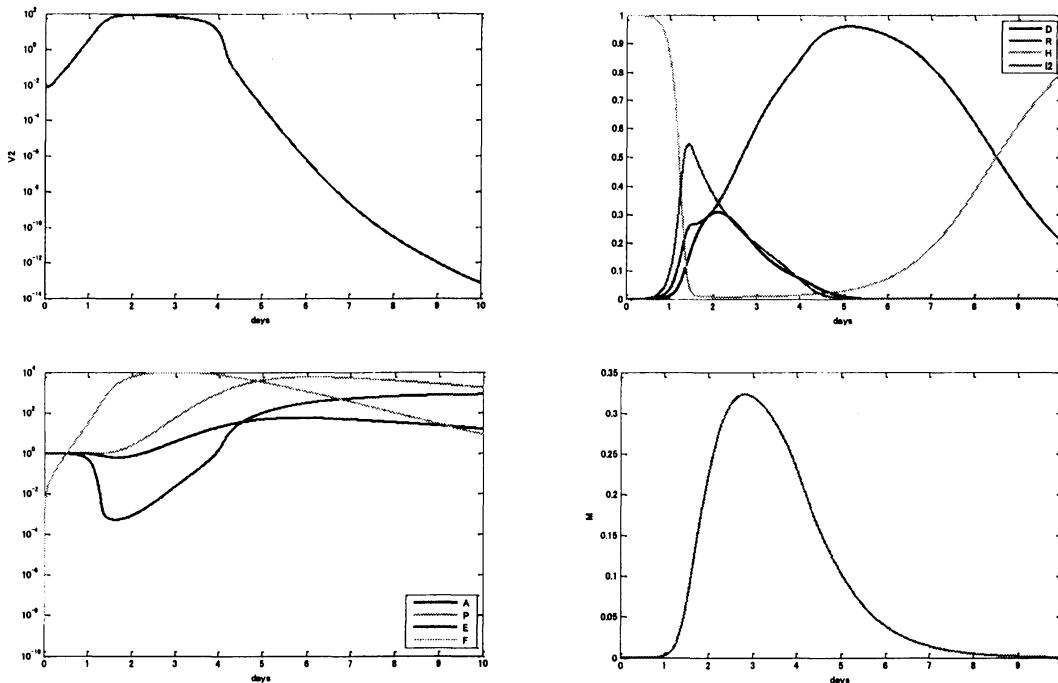 10²
10⁰
10⁻²
10⁻⁴
10⁻⁶
10⁻⁸
10⁻¹⁰
10⁻¹²
10⁻¹⁴
V2
0 1 2 3 4 5 6 7 8 9 10
days
1
0.9
0.8
0.7
0.6
0.5
0.4
0.3
0.2
0.1
0
D
R
H
I2
0 1 2 3 4 5 6 7 8 9
days
10⁴
10²
10⁰
10⁻²
10⁻⁴
10⁻⁶
10⁻⁸
10⁻¹⁰
A
P
E
F
0 1 2 3 4 5 6 7 8 9 10
days
0.35
0.3
0.25
0.2
0.15
0.1
0.05
0
M
0 1 2 3 4 5 6 7 8 9
days